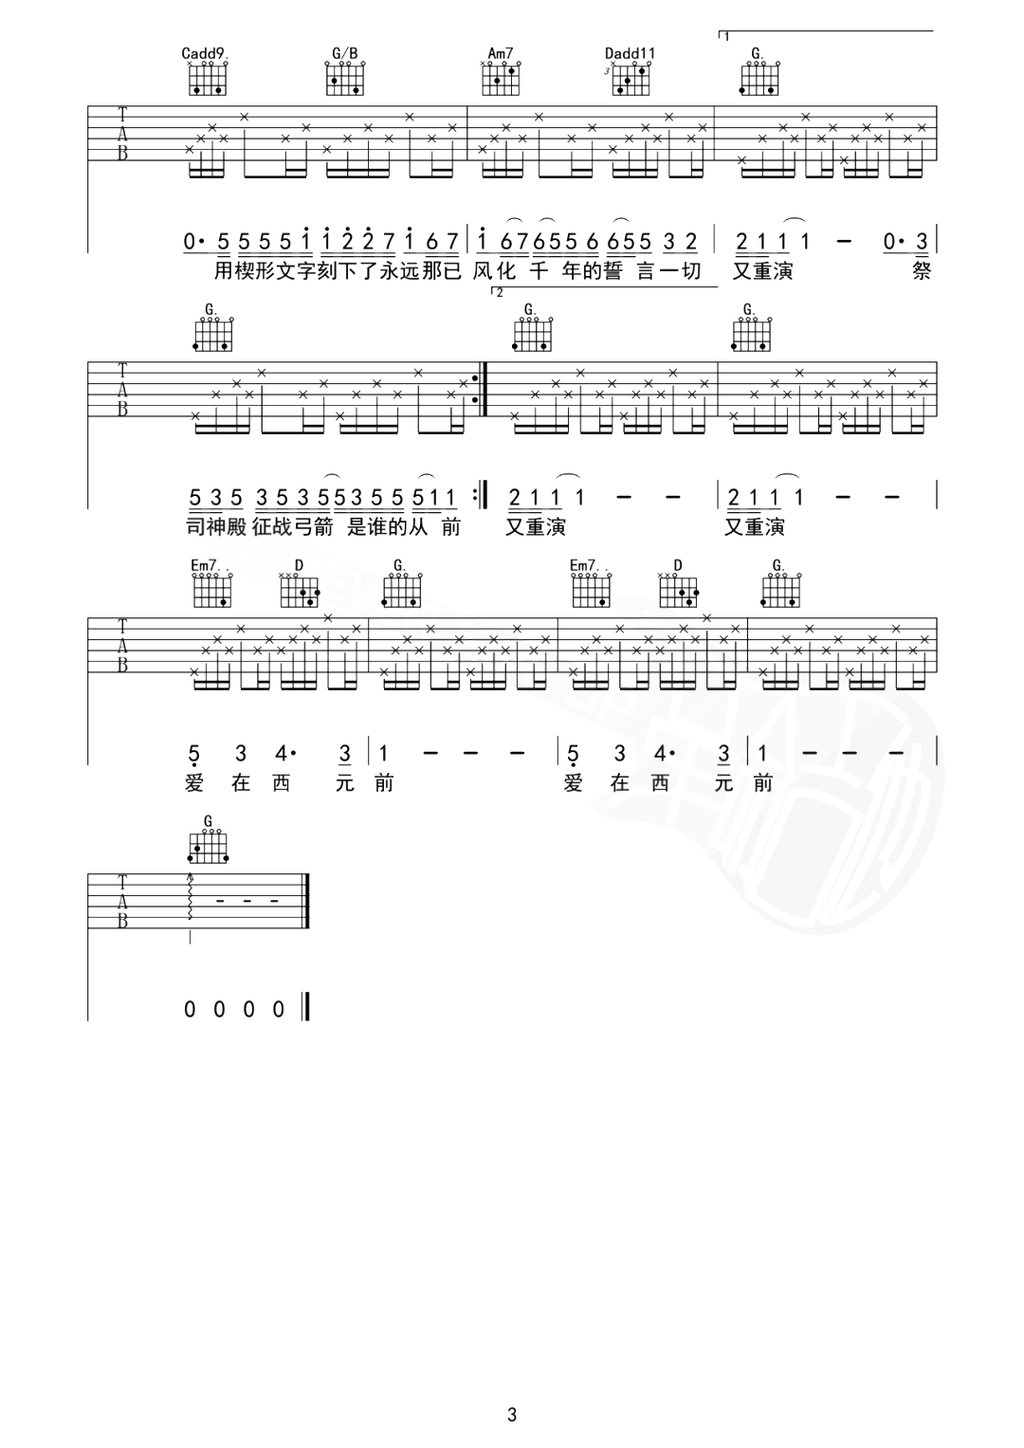 1
Cadd9. G/B Am7 Dadd11 G.
3
T
A
B
0· 5 5 5 5 1 1 2 2 7 1 6 7 1 6 7 6 5 5 6 6 5 5 3 2 2 1 1 1 － 0· 3
用楔形文字刻下了永远那已 风化 千 年的誓 言一切 又重演 祭
2
G. G. G.
T
A
B
5 3 5 3 5 3 5 5 3 5 5 5 1 1 2 1 1 1 － － 2 1 1 1 － －
司神殿征战弓箭 是谁的从 前 又重演 又重演
Em7.. D G. Em7.. D G.
T
A
B
5 3 4· 3 1 － － － 5 3 4· 3 1 － － －
爱 在 西 元 前 爱 在 西 元 前
G
T
A
B
－ － －
0 0 0 0
3